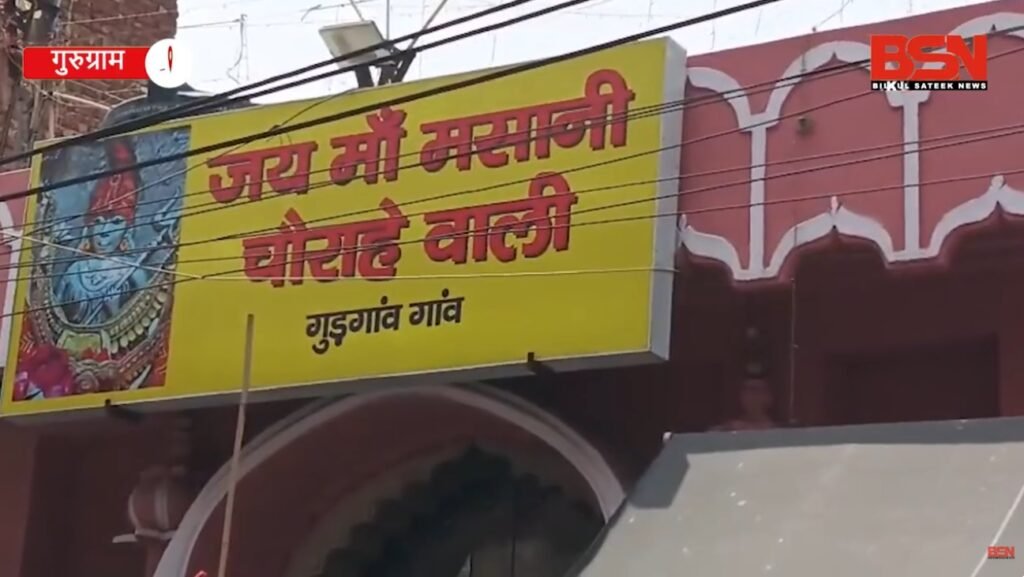 गुरुग्राम
BSN
BILKUL SATEEK NEWS
जय माँ मसानी
चोराहे वाली
गुड़गांव गांव
BSN